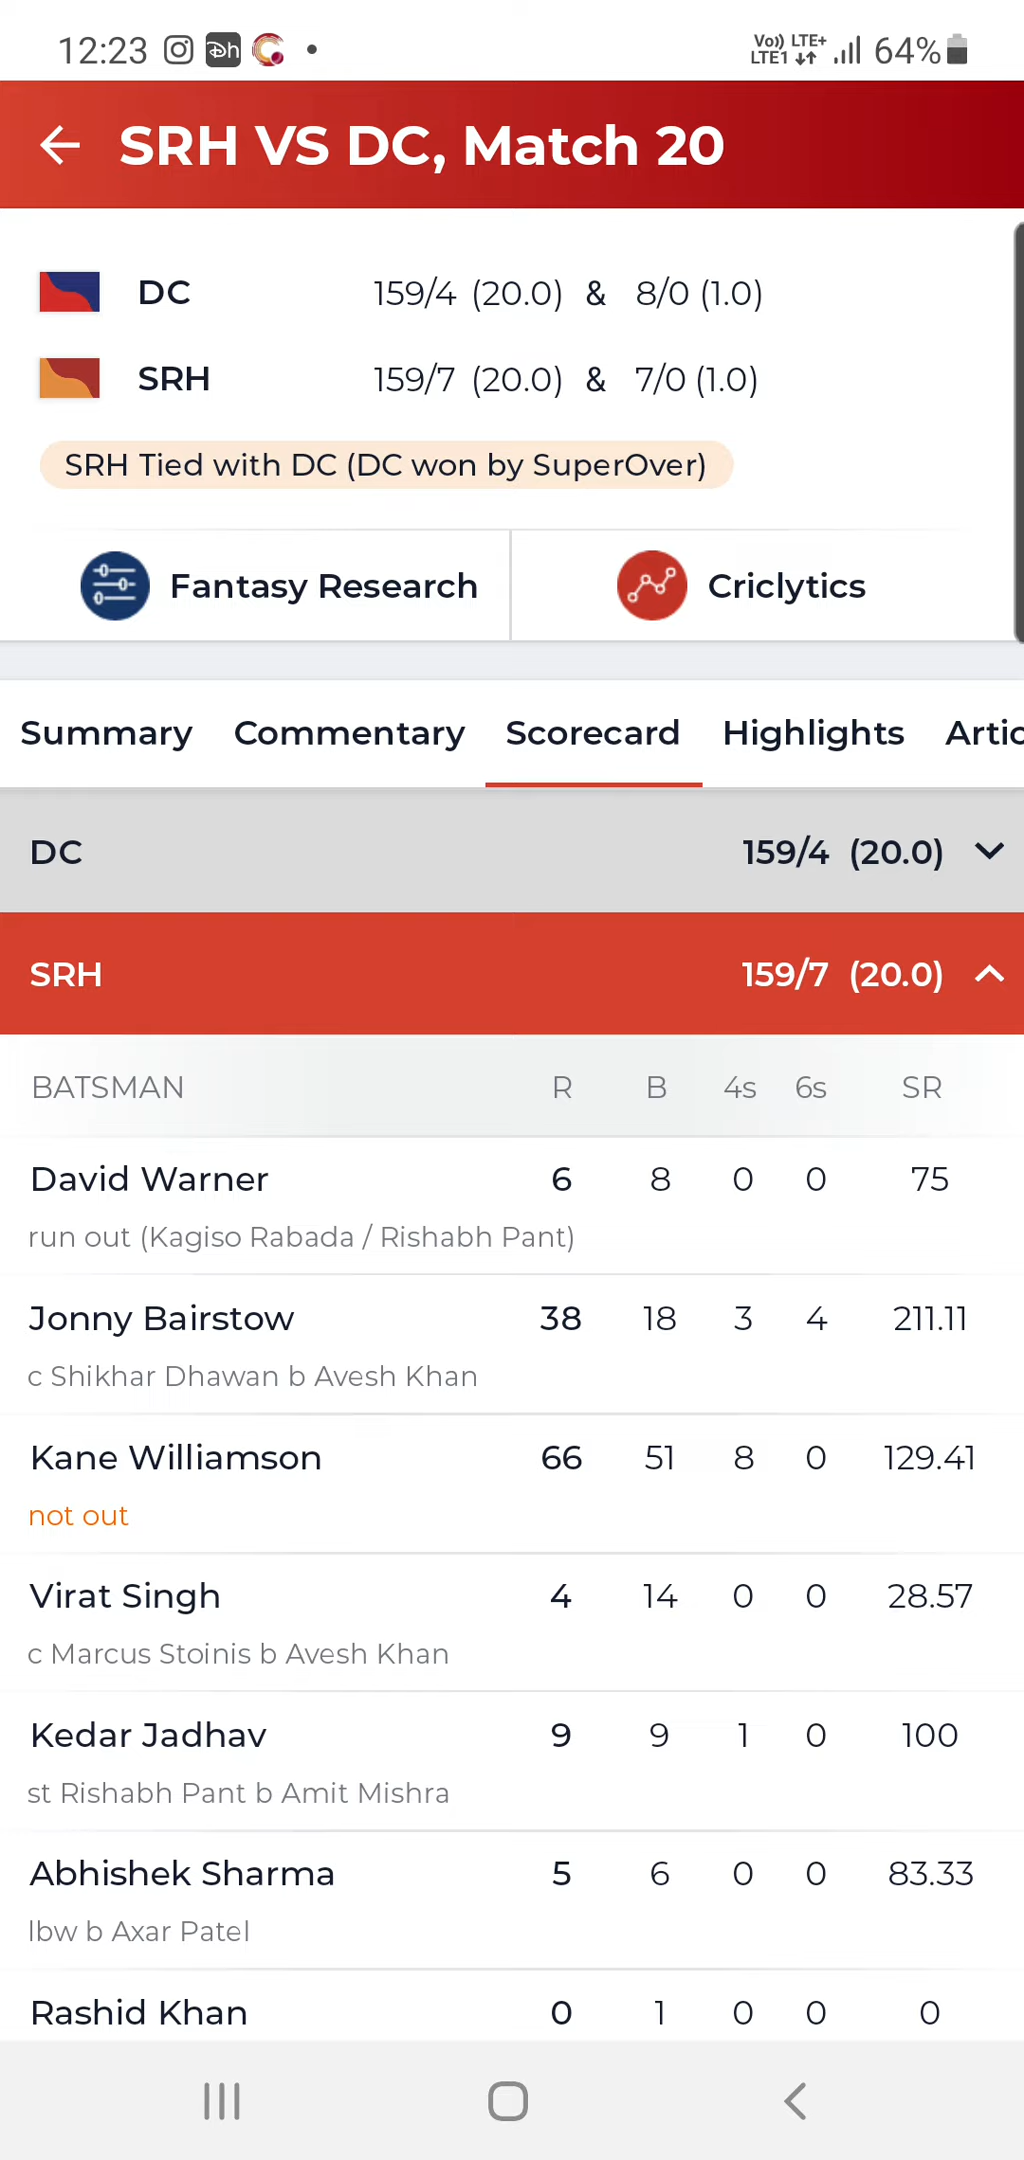 12:23 Dh • Vo)) LTE+ LTE1 64%
SRH VS DC, Match 20
DC 159/4 (20.0) & 8/0 (1.0)
SRH 159/7 (20.0) & 7/0 (1.0)
SRH Tied with DC (DC won by SuperOver)
Fantasy Research Criclytics
Summary Commentary Scorecard Highlights Artic
DC 159/4 (20.0)
SRH 159/7 (20.0)
BATSMAN R B 4s 6s SR
David Warner 6 8 0 0 75
run out (Kagiso Rabada / Rishabh Pant)
Jonny Bairstow 38 18 3 4 211.11
c Shikhar Dhawan b Avesh Khan
Kane Williamson 66 51 8 0 129.41
not out
Virat Singh 4 14 0 0 28.57
c Marcus Stoinis b Avesh Khan
Kedar Jadhav 9 9 1 0 100
st Rishabh Pant b Amit Mishra
Abhishek Sharma 5 6 0 0 83.33
lbw b Axar Patel
Rashid Khan 0 1 0 0 0